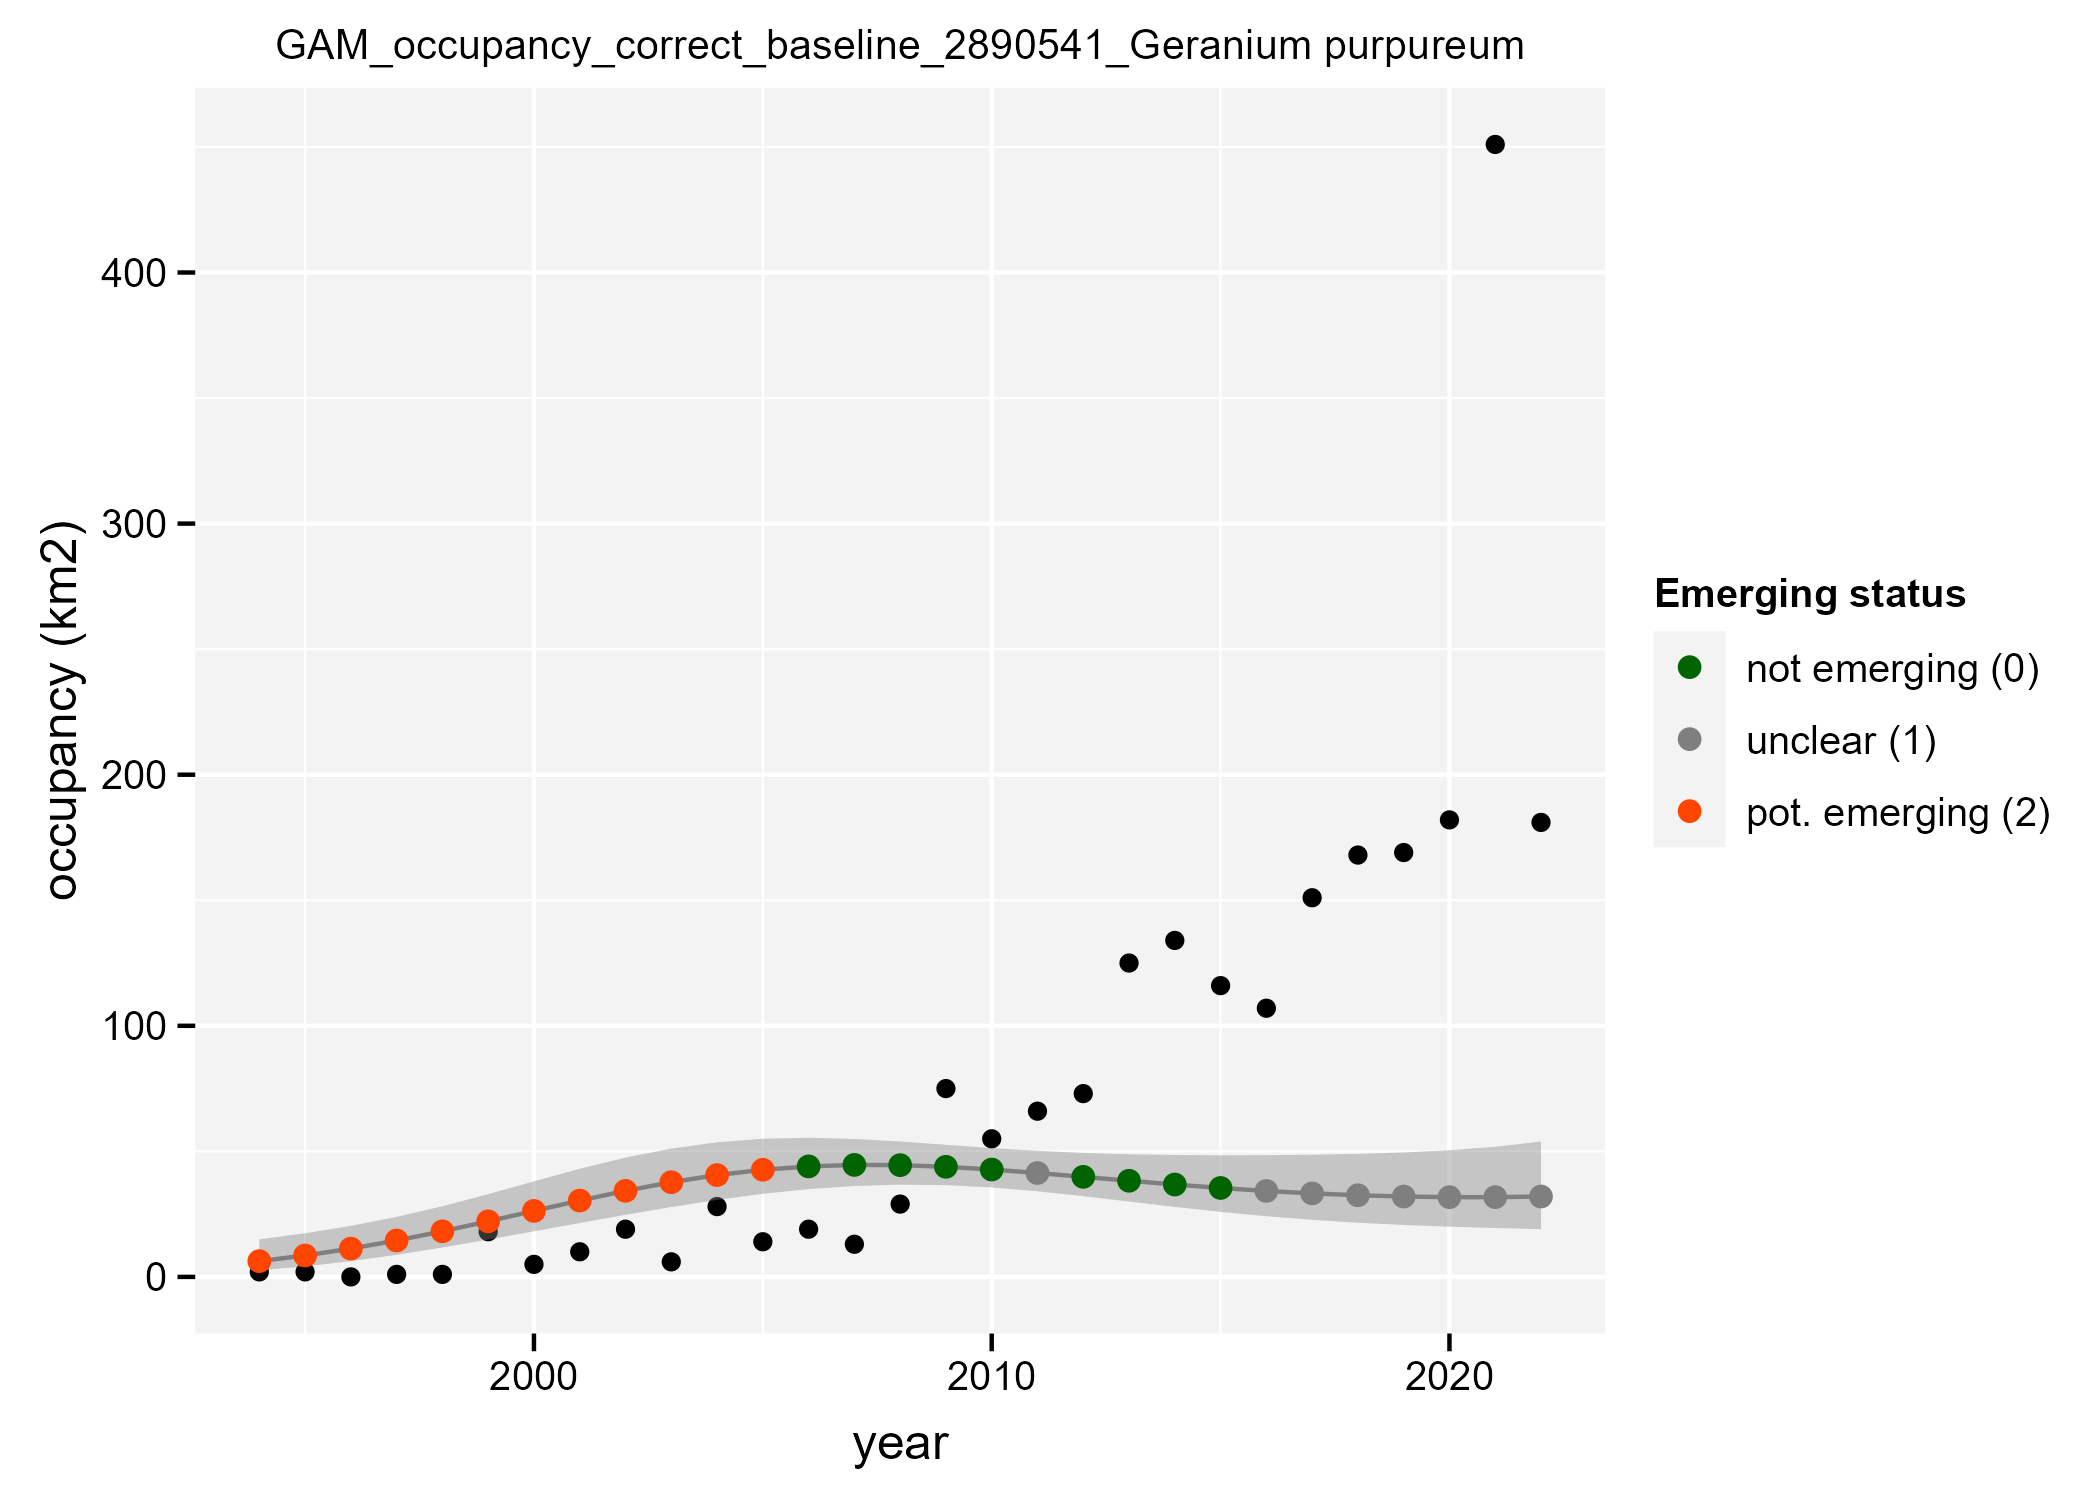 GAM_occupancy_correct_baseline_2890541_Geranium purpureum
400
300
200
100
0
occupancy (km2)
2000
2010
2020
year
Emerging status
not emerging (0)
unclear (1)
pot. emerging (2)